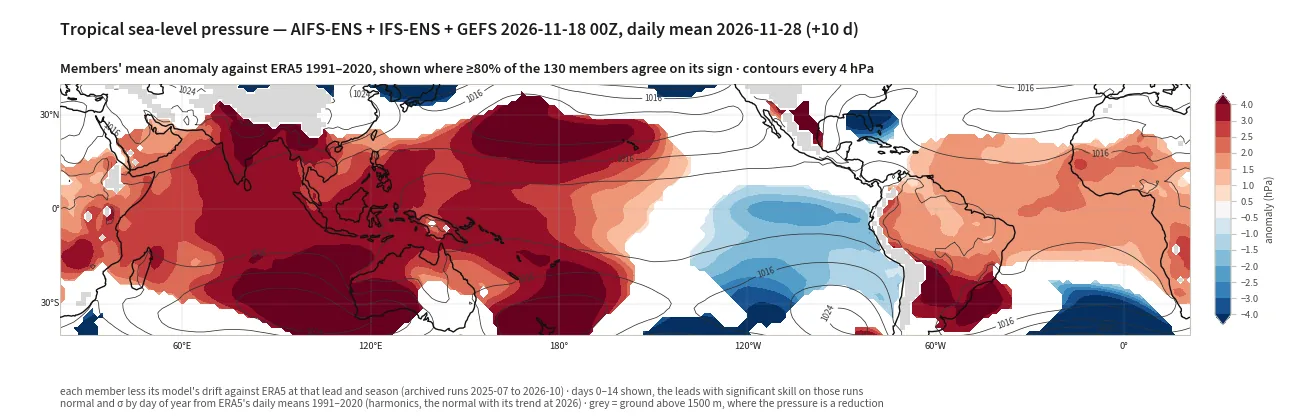 Tropical sea-level pressure — AIFS-ENS + IFS-ENS + GEFS 2026-11-18 00Z, daily mean 2026-11-28 (+10 d)
Members' mean anomaly against ERA5 1991–2020, shown where ≥80% of the 130 members agree on its sign · contours every 4 hPa
1024
1024
1016
1016
1016
1016
1016
1016
1016
1016
1024
1016
30°N
0°
30°S
60°E
120°E
180°
120°W
60°W
0°
4.0
3.0
2.5
2.0
1.5
1.0
0.5
−0.5
−1.0
−1.5
−2.0
−2.5
−3.0
−4.0
anomaly (hPa)
each member less its model's drift against ERA5 at that lead and season (archived runs 2025-07 to 2026-10) · days 0–14 shown, the leads with significant skill on those runs
normal and σ by day of year from ERA5's daily means 1991–2020 (harmonics, the normal with its trend at 2026) · grey = ground above 1500 m, where the pressure is a reduction